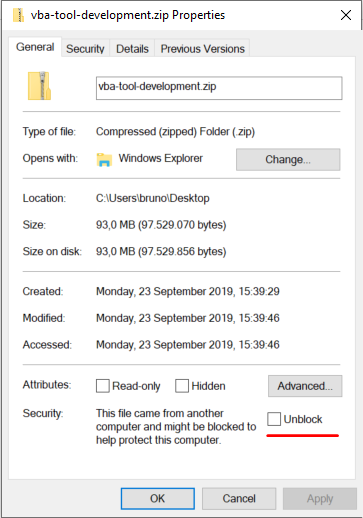 vba-tool-development.zip Properties
General Security Details Previous Versions
vba-tool-development.zip
Type of file: Compressed (zipped) Folder (.zip)
Opens with: Windows Explorer Change...
Location: C:\Users\bruno\Desktop
Size: 93,0 MB (97.529.070 bytes)
Size on disk: 93,0 MB (97.529.856 bytes)
Created: Monday, 23 September 2019, 15:39:29
Modified: Monday, 23 September 2019, 15:39:46
Accessed: Monday, 23 September 2019, 15:39:46
Attributes: Read-only Hidden Advanced...
Security: This file came from another
computer and might be blocked to
help protect this computer.
Unblock
OK Cancel Apply